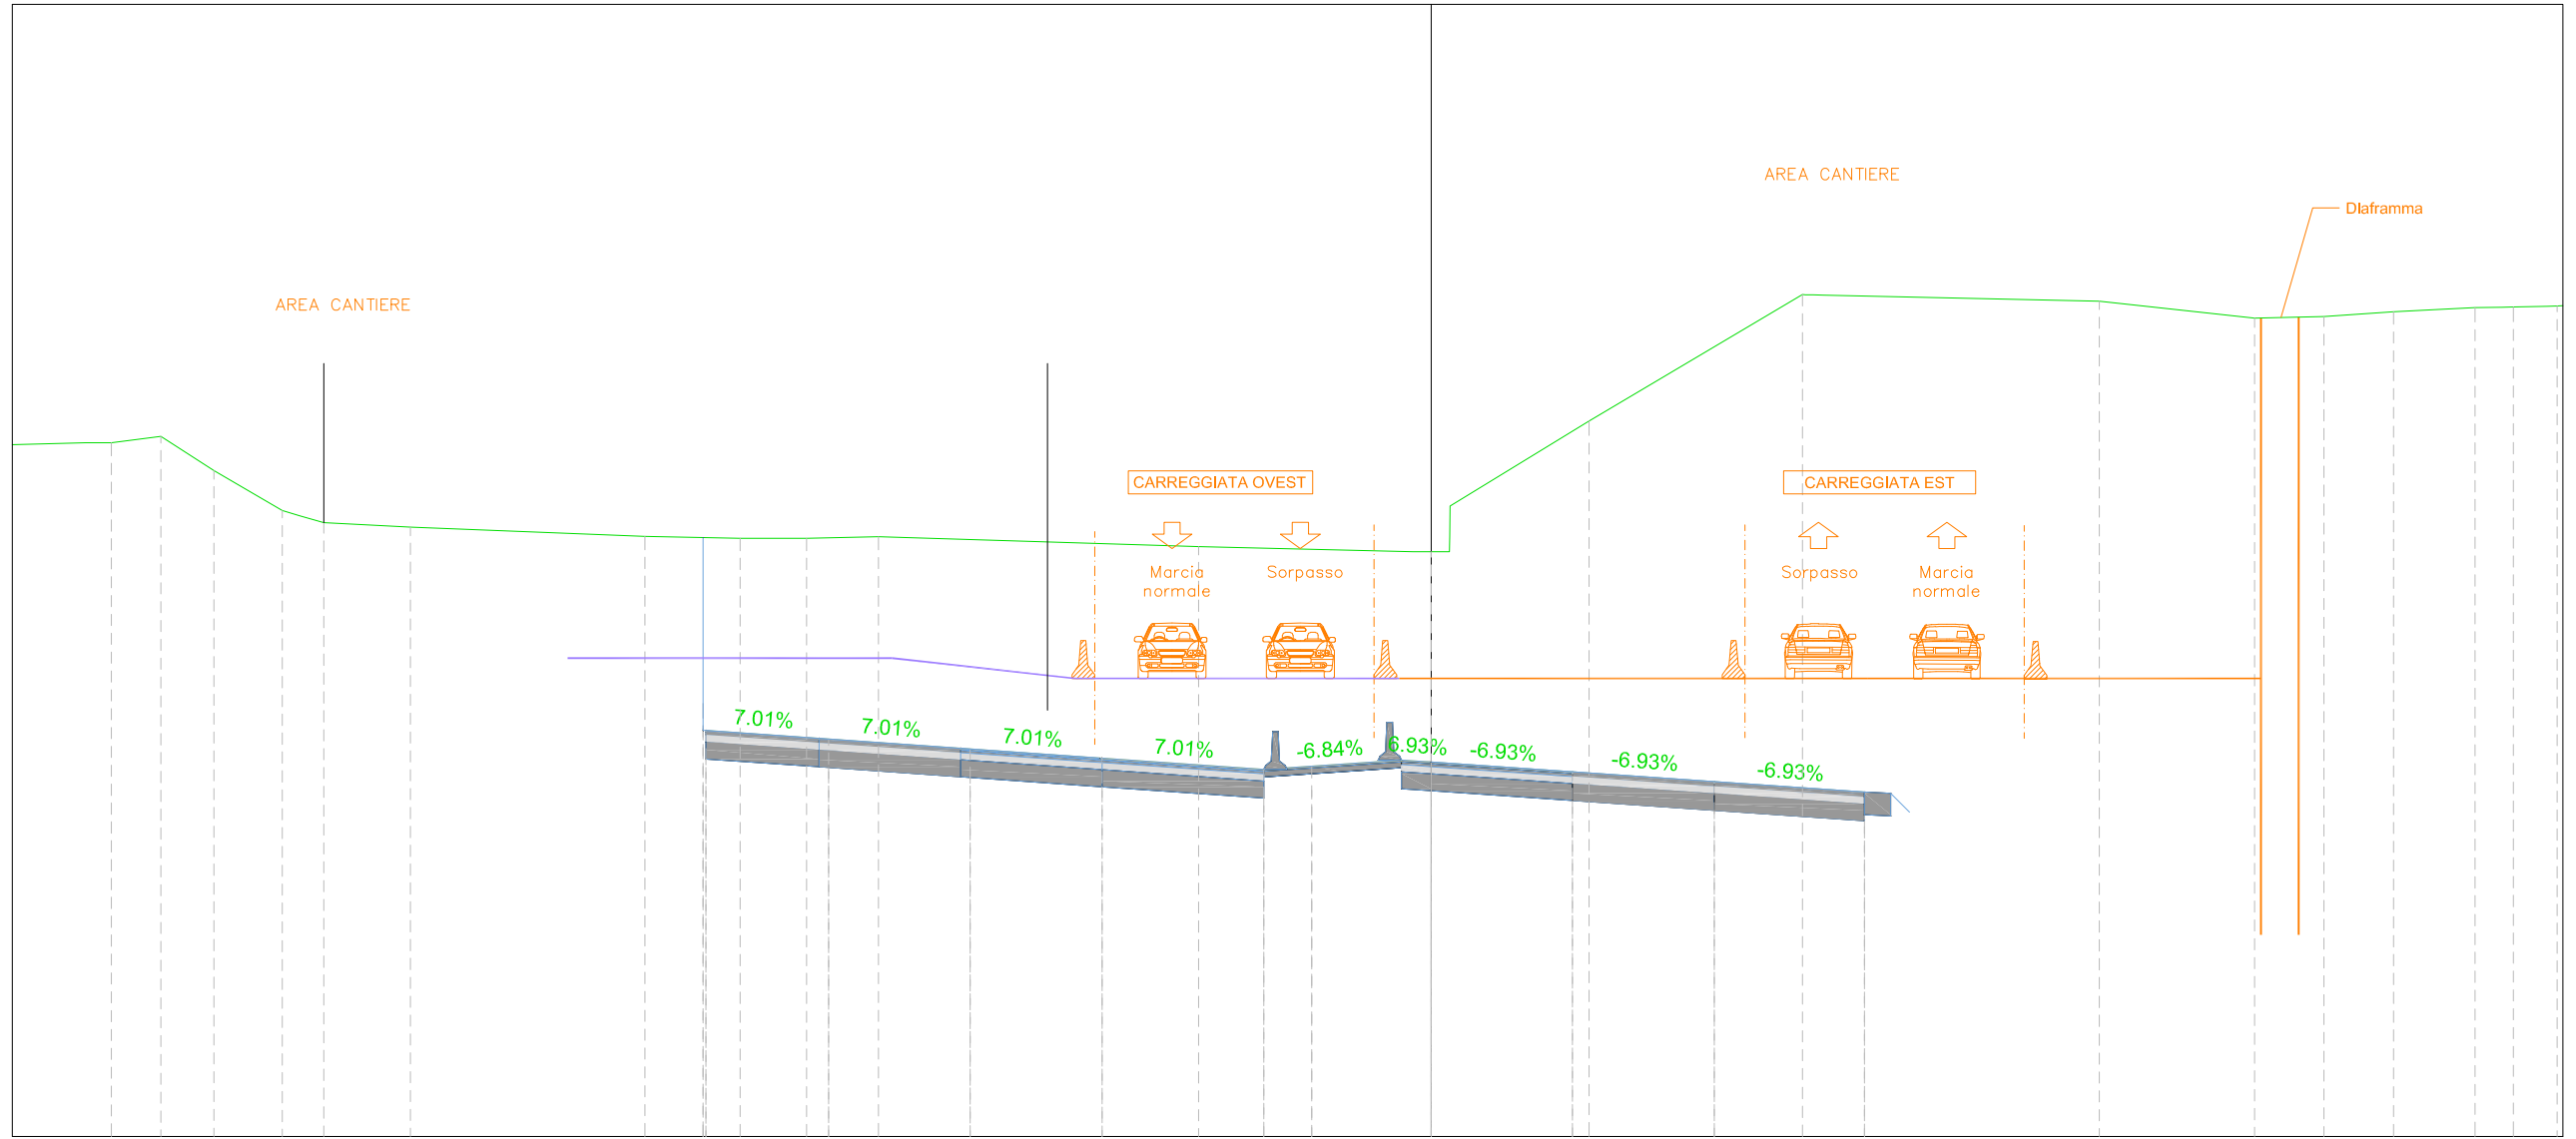 AREA CANTIERE
DIaframma
AREA CANTIERE
CARREGGIATA OVEST
CARREGGIATA EST
Marcia
normale
Sorpasso
Sorpasso
Marcia
normale
7.01%
7.01%
7.01%
7.01%
-6.84%
6.93%
-6.93%
-6.93%
-6.93%